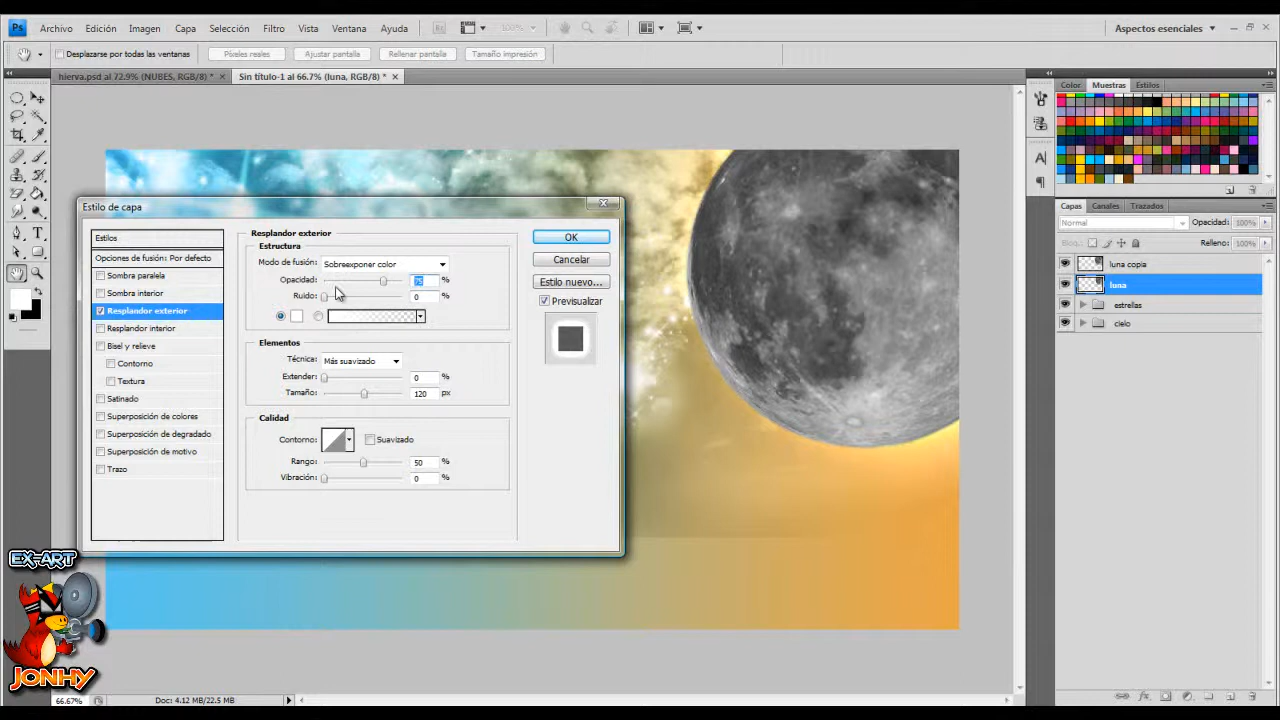 Ps Archivo Edición Imagen Capa Selección Filtro Análisis 3D Vista Ventana Ayuda Br 100% Aspectos esenciales
Desplazarse por todas las ventanas Píxeles reales Ajustar pantalla Rellenar pantalla Tamaño impresión
hierva.psd al 72.9% (NUBES, RGB/8) * × Sin título-1 al 66.7% (luna, RGB/8) * ×
Color Muestras Estilos
Capas Canales Trazados
Normal Opacidad: 100%
Bloq.: Relleno: 100%
luna copia
luna
estrellas
cielo
Estilo de capa
Estilos
Opciones de fusión: Por defecto
Sombra paralela
Sombra interior
Resplandor exterior
Resplandor interior
Bisel y relieve
Contorno
Textura
Satinado
Superposición de colores
Superposición de degradado
Superposición de motivo
Trazo
Resplandor exterior
Estructura
Modo de fusión: Sobreexponer color
Opacidad: 75 %
Ruido: 0 %
Elementos
Técnica: Más suavizado
Extender: 0 %
Tamaño: 120 px
Calidad
Contorno: Suavizado
Rango: 50 %
Vibración: 0 %
OK
Cancelar
Estilo nuevo...
Previsualizar
EX-ART
JONHY
66.67% Doc: 4.12 MB/22.5 MB